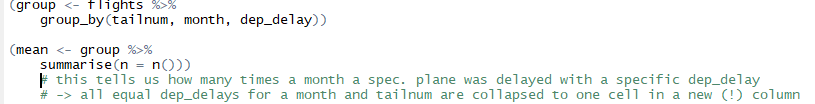 (group <- flights %>%
group_by(tailnum, month, dep_delay))
(mean <- group %>%
summarise(n = n()))
# this tells us how many times a month a spec. plane was delayed with a specific dep_delay
# -> all equal dep_delays for a month and tailnum are collapsed to one cell in a new (!) column